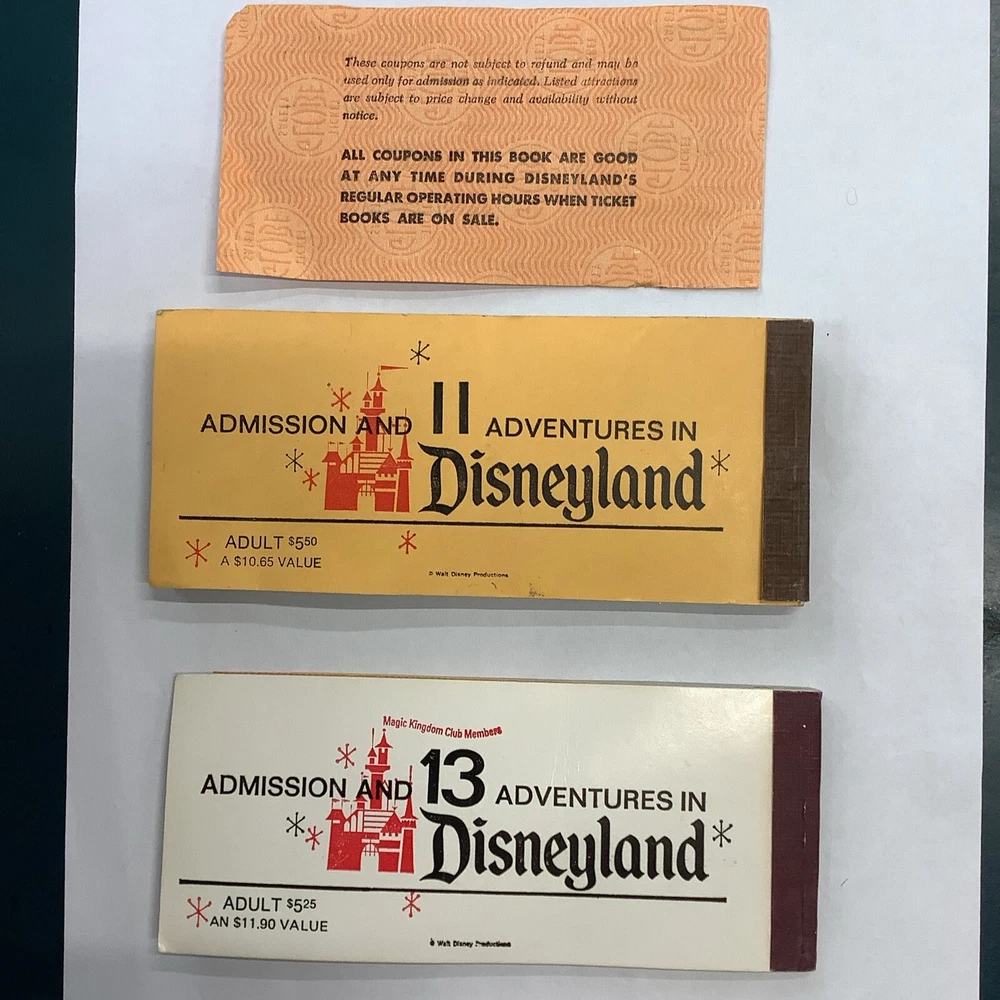 These coupons are not subject to refund and may be
used only for admission as indicated. Listed attractions
are subject to price change and availability without
notice.
ALL COUPONS IN THIS BOOK ARE GOOD
AT ANY TIME DURING DISNEYLAND'S
REGULAR OPERATING HOURS WHEN TICKET
BOOKS ARE ON SALE.
ADMISSION AND 11 ADVENTURES IN
Disneyland
ADULT $5.50
A $10.65 VALUE
© Walt Disney Productions
Magic Kingdom Club Members
ADMISSION AND 13 ADVENTURES IN
Disneyland
ADULT $5.25
AN $11.90 VALUE
© Walt Disney Productions